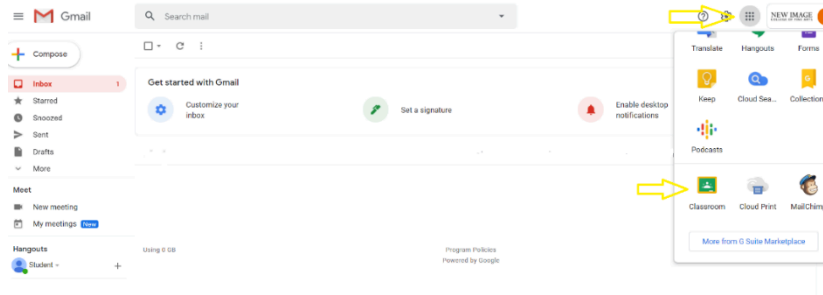 Gmail
Search mail
NEW IMAGE
Compose
Inbox 1
Starred
Snoozed
Sent
Drafts
More
Meet
New meeting
My meetings New
Hangouts
Student
Get started with Gmail
Customize your
inbox
Set a signature
Enable desktop
notifications
Using 0 GB
Program Policies
Powered by Google
Translate Hangouts Forms
Keep Cloud Sea... Collection
Podcasts
Classroom Cloud Print MailChimp
More from G Suite Marketplace